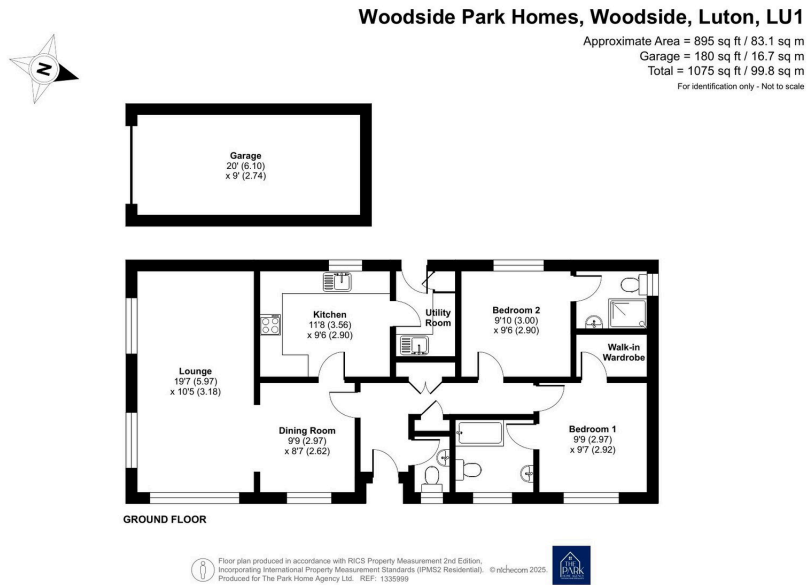 Woodside Park Homes, Woodside, Luton, LU1
Approximate Area = 895 sq ft / 83.1 sq m
Garage = 180 sq ft / 16.7 sq m
Total = 1075 sq ft / 99.8 sq m
For identification only - Not to scale
N
Garage
20' (6.10)
x 9' (2.74)
Kitchen
11'8 (3.56)
x 9'6 (2.90)
Utility
Room
Bedroom 2
9'10 (3.00)
x 9'6 (2.90)
Walk-in
Wardrobe
Lounge
19'7 (5.97)
x 10'5 (3.18)
Dining Room
9'9 (2.97)
x 8'7 (2.62)
Bedroom 1
9'9 (2.97)
x 9'7 (2.92)
GROUND FLOOR
Floor plan produced in accordance with RICS Property Measurement 2nd Edition,
Incorporating International Property Measurement Standards (IPMS2 Residential). © nichecom 2025.
Produced for The Park Home Agency Ltd. REF: 1335999
THE
PARK
HOME AGENCY